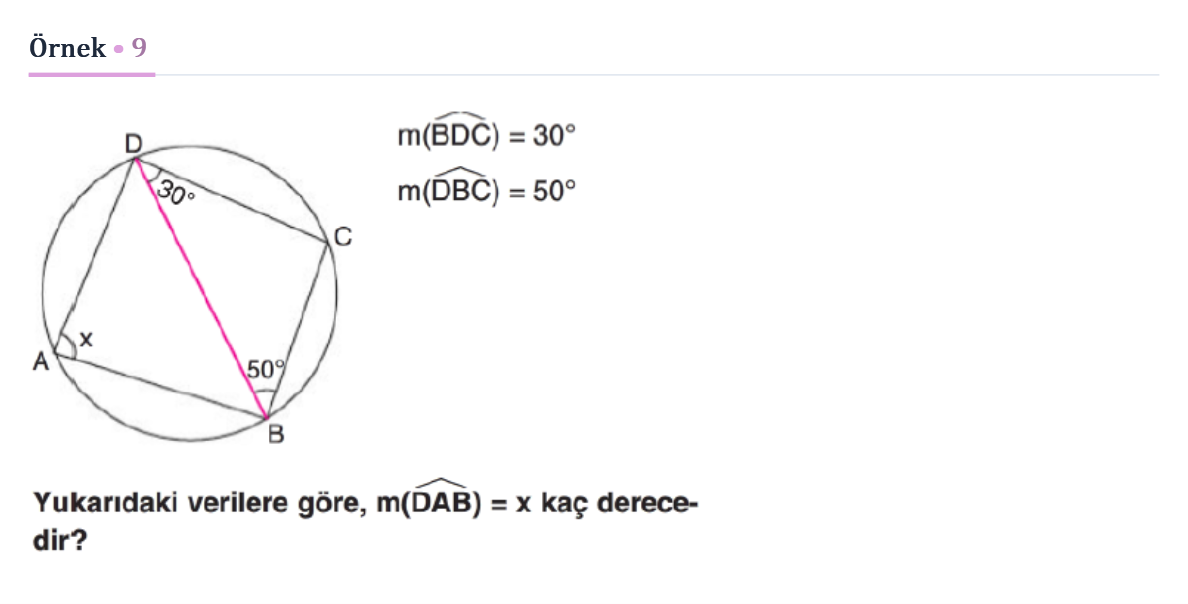 Örnek • 9
m(BDC) = 30°
m(DBC) = 50°
D
30°
C
x
A
50°
B
Yukarıdaki verilere göre, m(DAB) = x kaç derece-
dir?